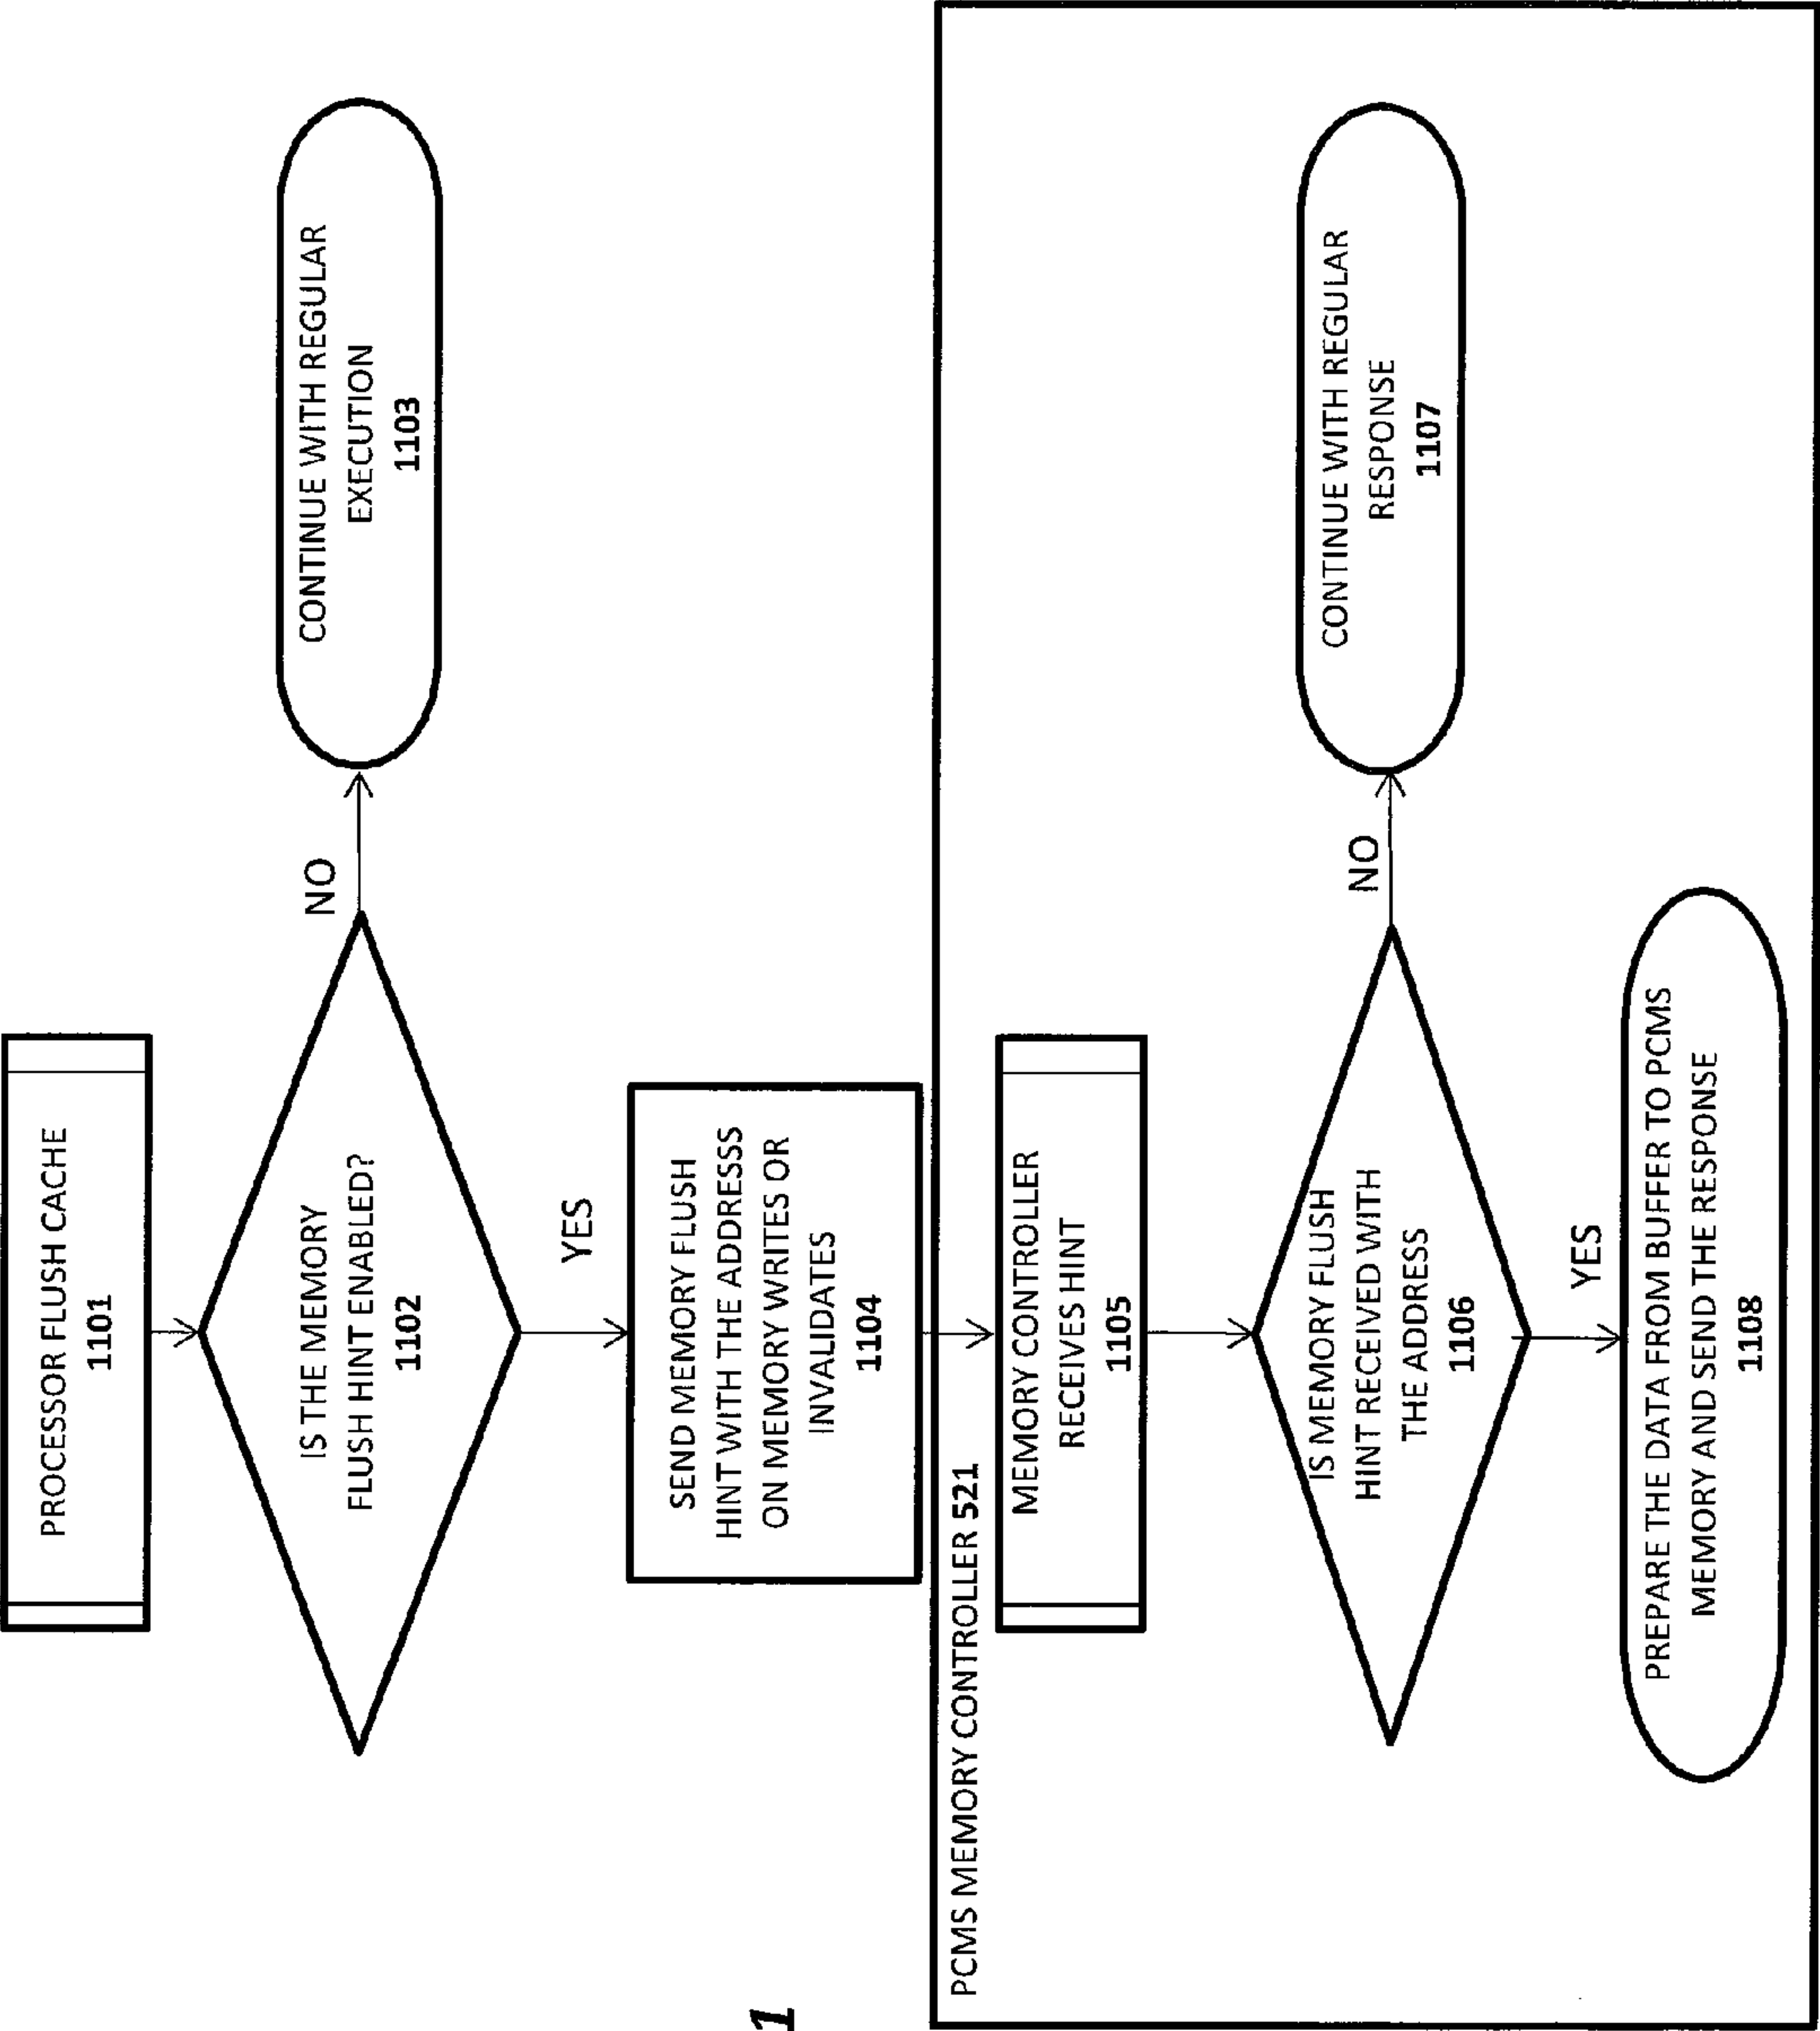 PROCESSOR FLUSH CACHE
1101
IS THE MEMORY
FLUSH HINT ENABLED?
1102
NO
CONTINUE WITH REGULAR
EXECUTION
1103
YES
SEND MEMORY FLUSH
HINT WITH THE ADDRESSS
ON MEMORY WRITES OR
INVALIDATES
1104
1
PCMS MEMORY CONTROLLER 521
MEMORY CONTROLLER
RECEIVES HINT
1105
IS MEMORY FLUSH
HINT RECEIVED WITH
THE ADDRESS
1106
NO
CONTINUE WITH REGULAR
RESPONSE
1107
YES
PREPARE THE DATA FROM BUFFER TO PCMS
MEMORY AND SEND THE RESPONSE
1108